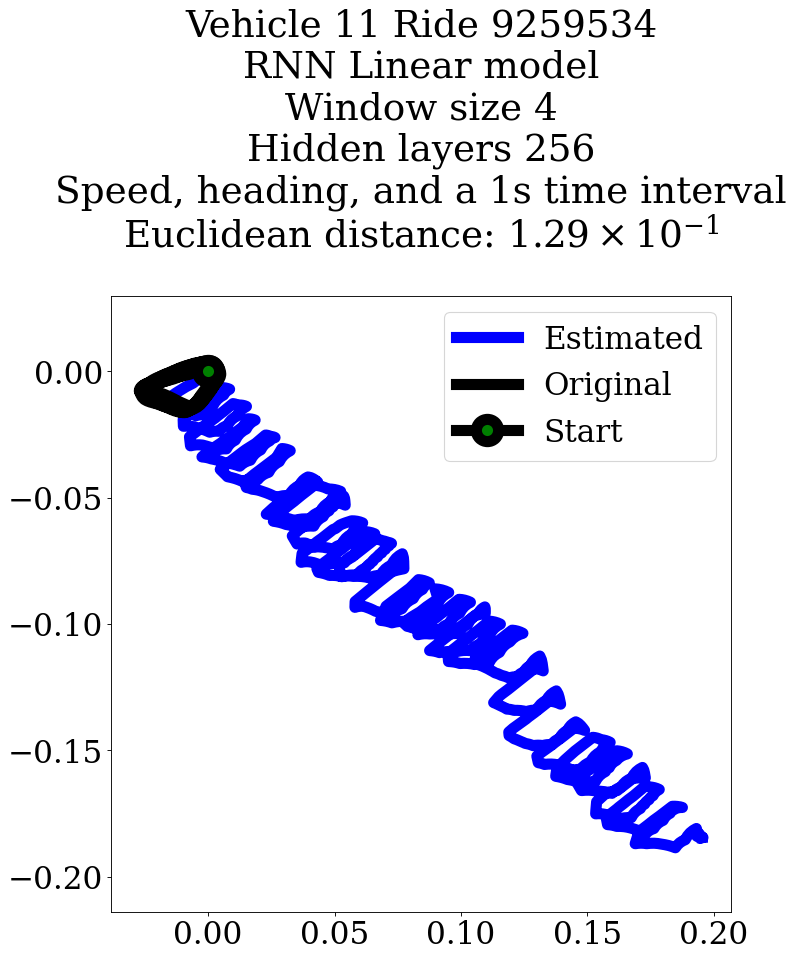 Vehicle 11 Ride 9259534
RNN Linear model
Window size 4
Hidden layers 256
Speed, heading, and a 1s time interval
Euclidean distance: 1.29 × 10⁻¹
Estimated
Original
Start
0.00
−0.05
−0.10
−0.15
−0.20
0.00 0.05 0.10 0.15 0.20